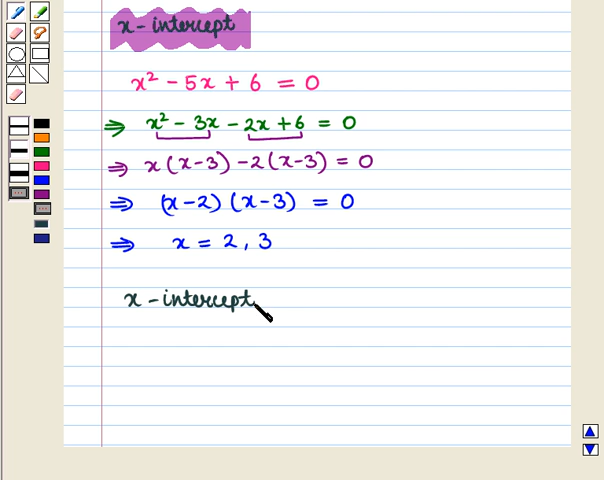 x - intercept
x² - 5x + 6 = 0
⇒ x² - 3x - 2x + 6 = 0
⇒ x(x-3) -2(x-3) = 0
⇒ (x-2)(x-3) = 0
⇒ x = 2, 3
x - intercept